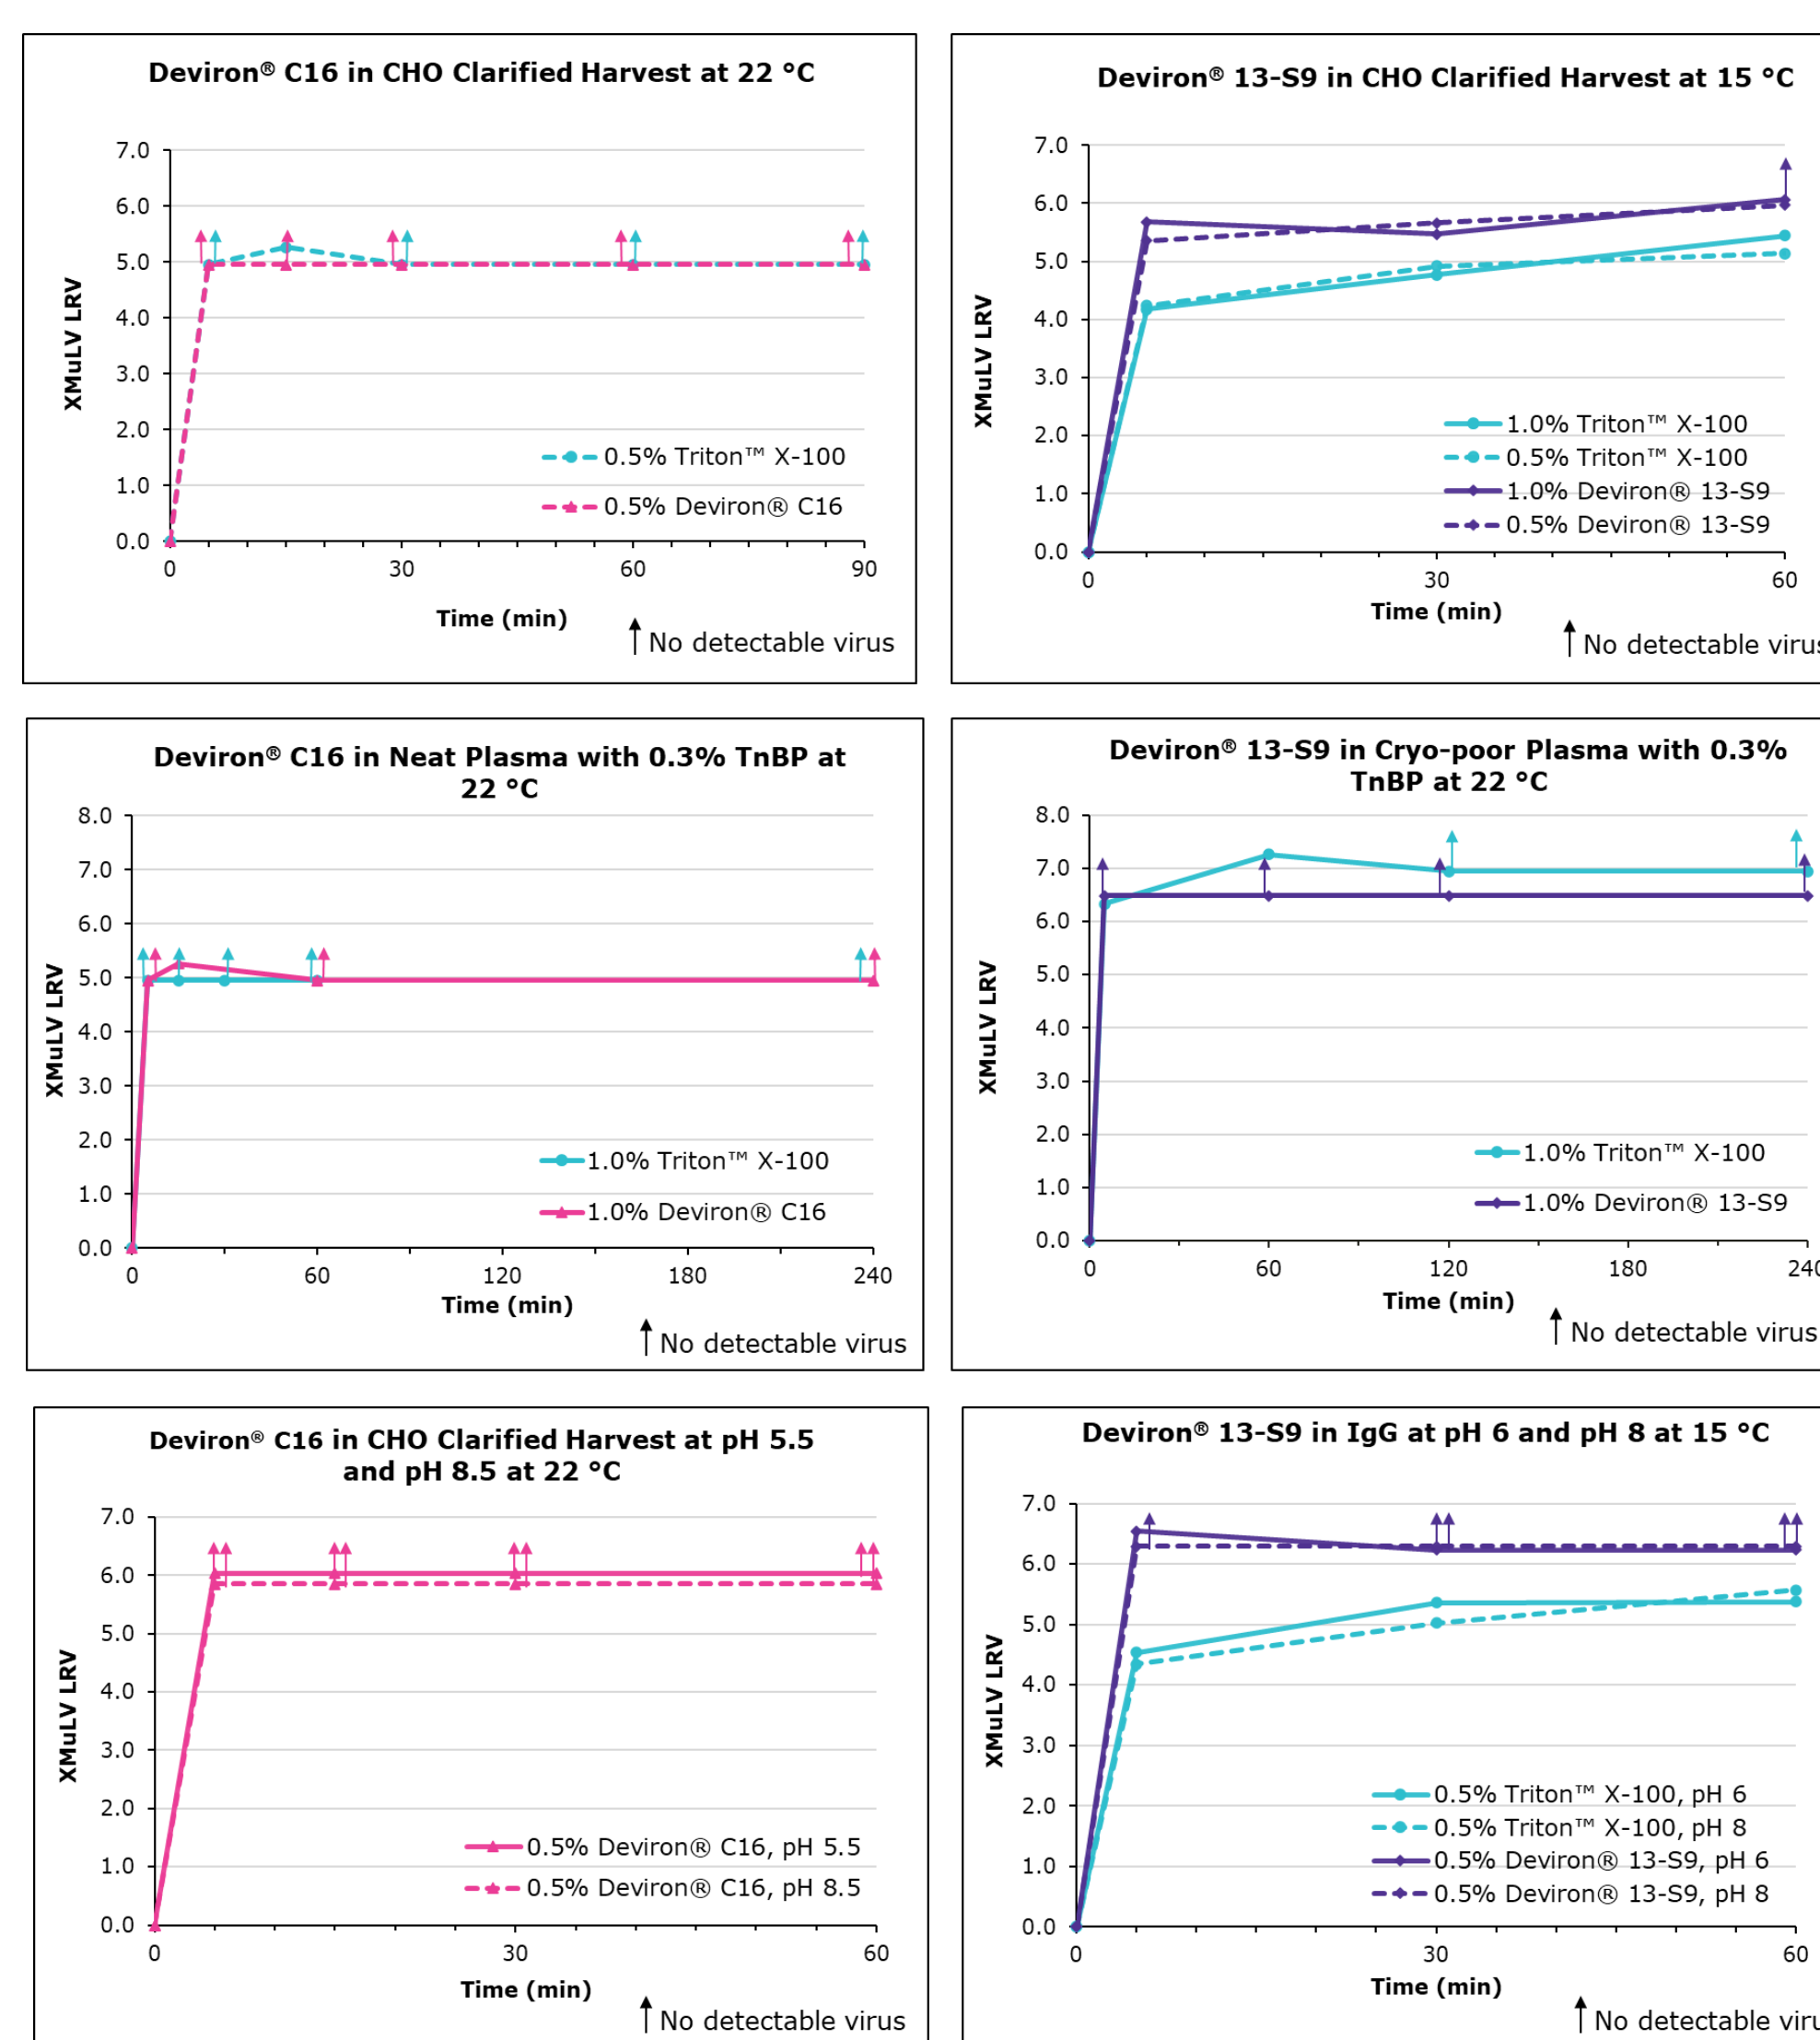 Deviron® C16 in CHO Clarified Harvest at 22 °C
XMuLV LRV
7.0
6.0
5.0
4.0
3.0
2.0
1.0
0.0
0.5% Triton™ X-100
0.5% Deviron® C16
0 30 60 90
Time (min)
No detectable virus
Deviron® 13-S9 in CHO Clarified Harvest at 15 °C
XMuLV LRV
7.0
6.0
5.0
4.0
3.0
2.0
1.0
0.0
1.0% Triton™ X-100
0.5% Triton™ X-100
1.0% Deviron® 13-S9
0.5% Deviron® 13-S9
0 30 60
Time (min)
No detectable virus
Deviron® C16 in Neat Plasma with 0.3% TnBP at
22 °C
XMuLV LRV
8.0
7.0
6.0
5.0
4.0
3.0
2.0
1.0
0.0
1.0% Triton™ X-100
1.0% Deviron® C16
0 60 120 180 240
Time (min)
No detectable virus
Deviron® 13-S9 in Cryo-poor Plasma with 0.3%
TnBP at 22 °C
XMuLV LRV
8.0
7.0
6.0
5.0
4.0
3.0
2.0
1.0
0.0
1.0% Triton™ X-100
1.0% Deviron® 13-S9
0 60 120 180 240
Time (min)
No detectable virus
Deviron® C16 in CHO Clarified Harvest at pH 5.5
and pH 8.5 at 22 °C
XMuLV LRV
7.0
6.0
5.0
4.0
3.0
2.0
1.0
0.0
0.5% Deviron® C16, pH 5.5
0.5% Deviron® C16, pH 8.5
0 30 60
Time (min)
No detectable virus
Deviron® 13-S9 in IgG at pH 6 and pH 8 at 15 °C
XMuLV LRV
7.0
6.0
5.0
4.0
3.0
2.0
1.0
0.0
0.5% Triton™ X-100, pH 6
0.5% Triton™ X-100, pH 8
0.5% Deviron® 13-S9, pH 6
0.5% Deviron® 13-S9, pH 8
0 30 60
Time (min)
No detectable viru